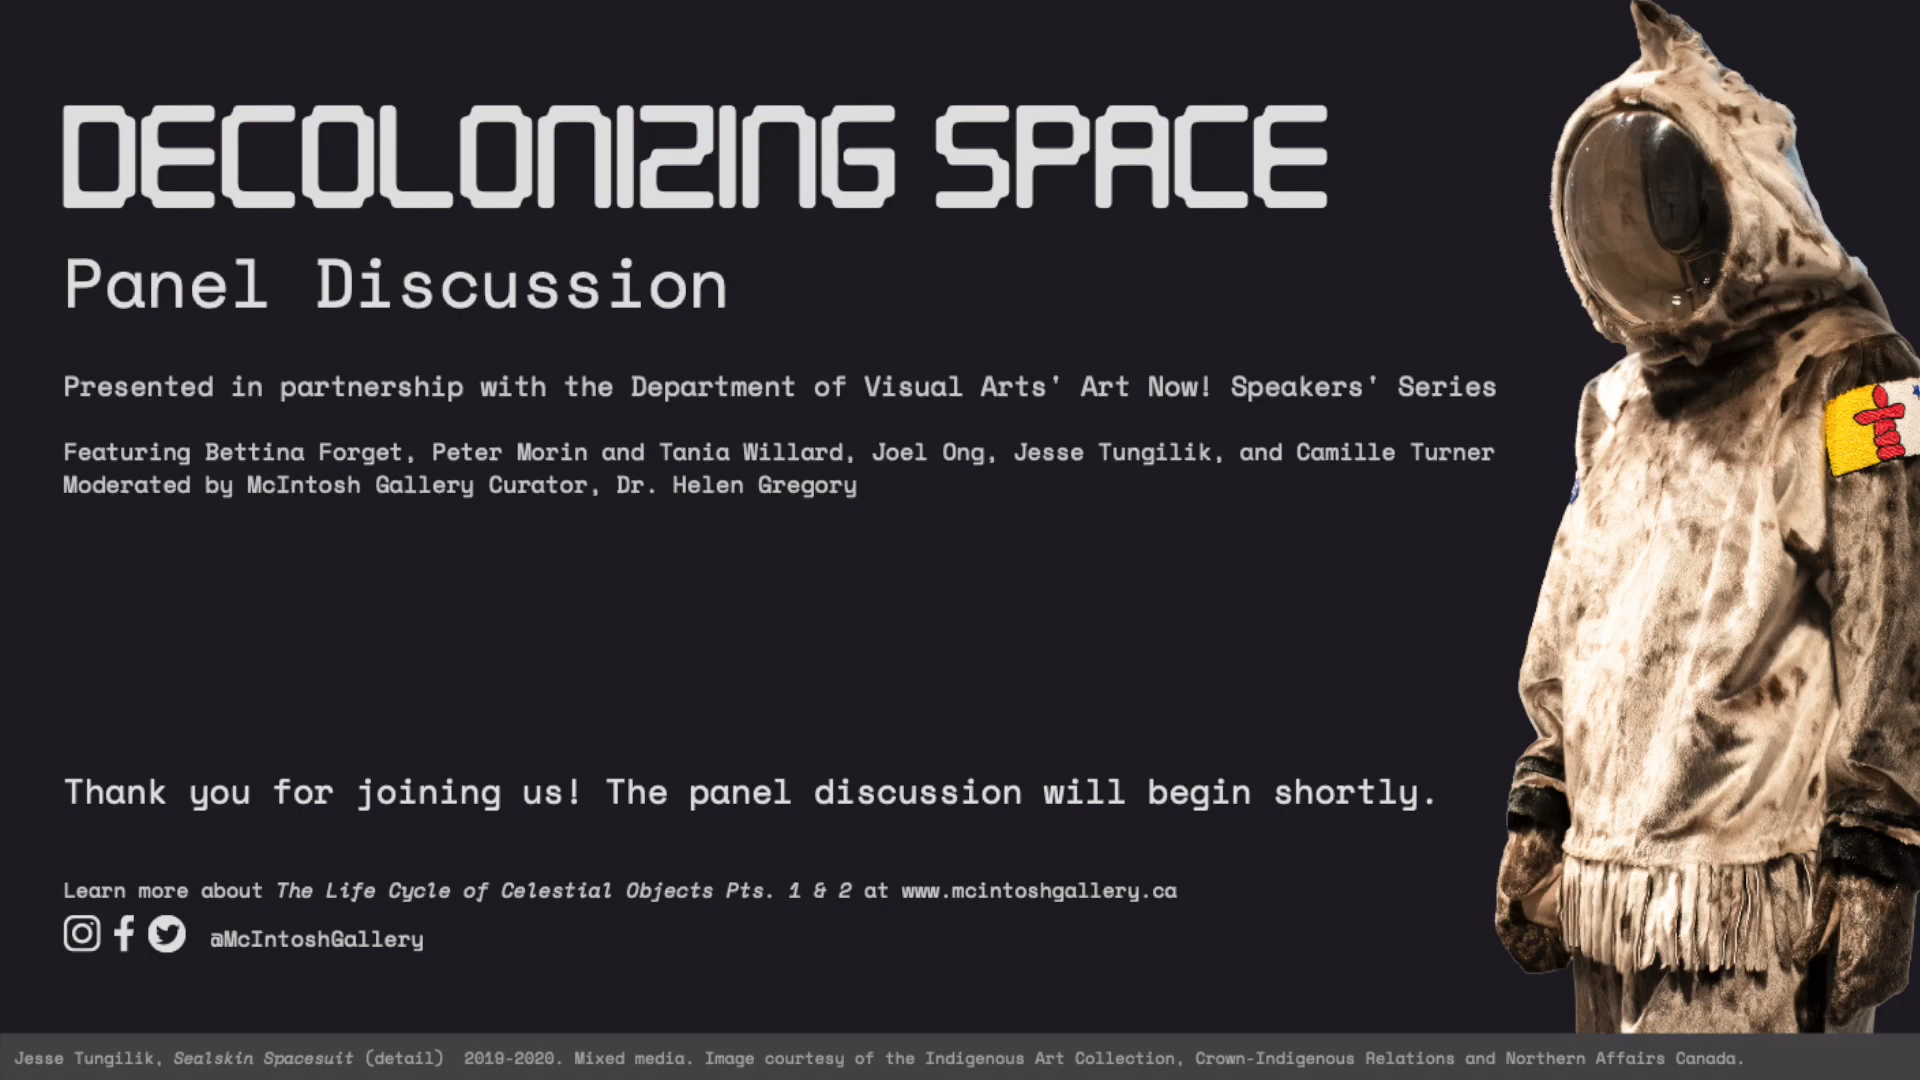 DECOLONIZING SPACE
Panel Discussion
Presented in partnership with the Department of Visual Arts' Art Now! Speakers' Series
Featuring Bettina Forget, Peter Morin and Tania Willard, Joel Ong, Jesse Tungilik, and Camille Turner
Moderated by McIntosh Gallery Curator, Dr. Helen Gregory
Thank you for joining us! The panel discussion will begin shortly.
Learn more about The Life Cycle of Celestial Objects Pts. 1 & 2 at www.mcintoshgallery.ca
@McIntoshGallery
Jesse Tungilik, Sealskin Spacesuit (detail) 2019-2020. Mixed media. Image courtesy of the Indigenous Art Collection, Crown-Indigenous Relations and Northern Affairs Canada.